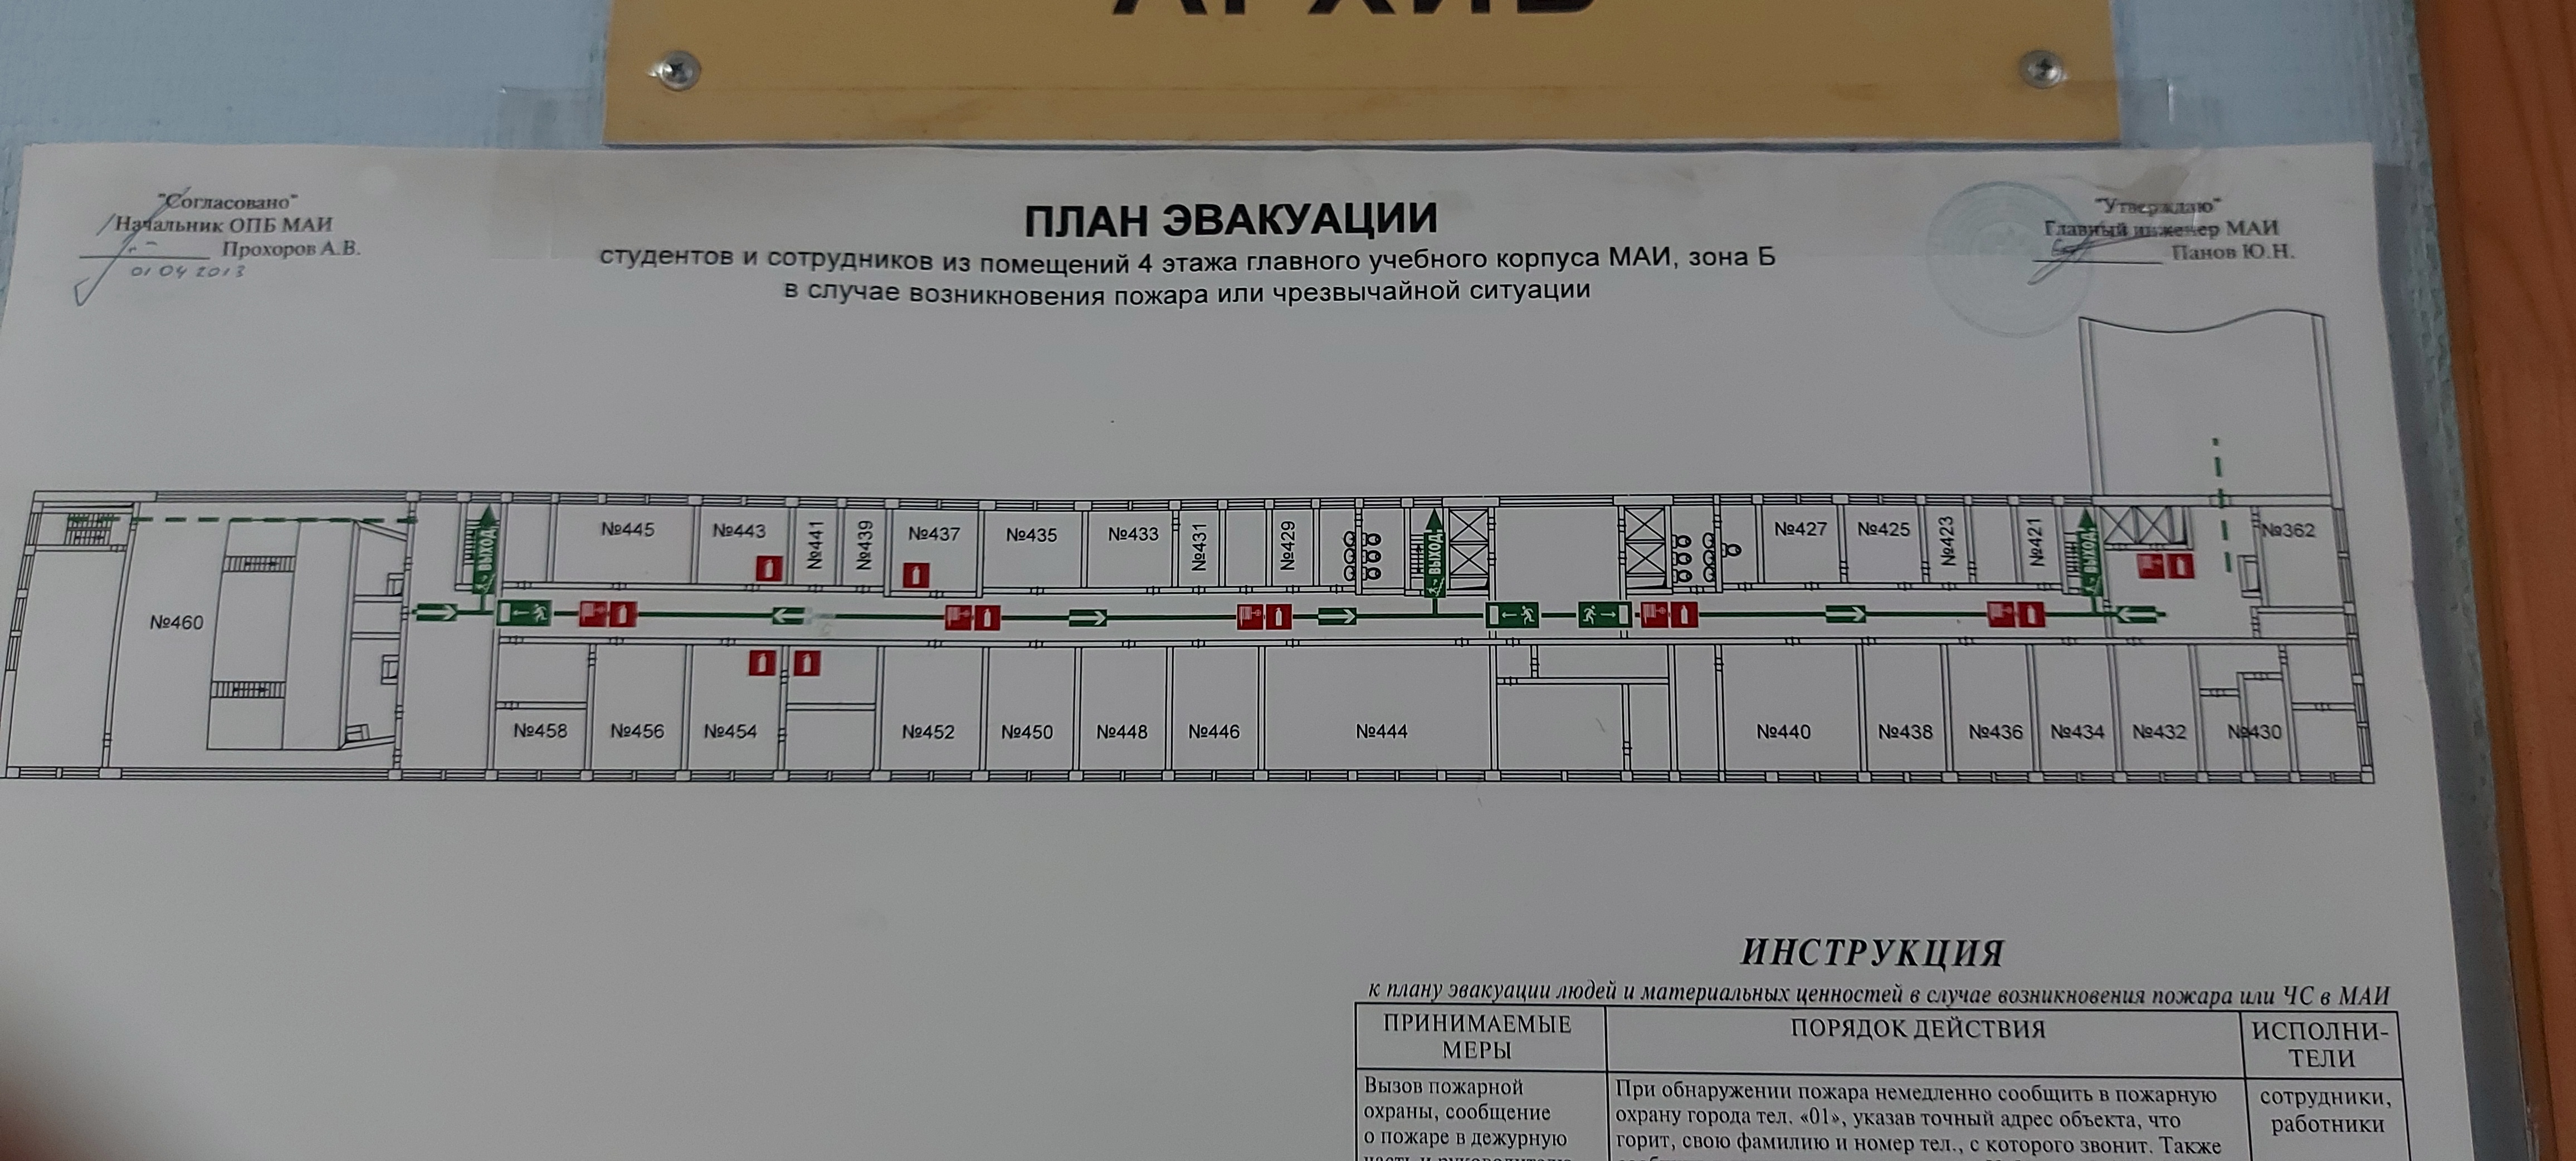 АРХИВ
"Согласовано"
Начальник ОПБ МАИ
Прохоров А.В.
01 04 2013
ПЛАН ЭВАКУАЦИИ
студентов и сотрудников из помещений 4 этажа главного учебного корпуса МАИ, зона Б
в случае возникновения пожара или чрезвычайной ситуации
"Утверждаю"
Главный инженер МАИ
Панов Ю.Н.
№460
ВЫХОД
№445
№443
№441
№439
№437
№435
№433
№431
№429
ВЫХОД
№427
№425
№423
№421
ВЫХОД
№362
№458
№456
№454
№452
№450
№448
№446
№444
№440
№438
№436
№434
№432
№430
ИНСТРУКЦИЯ
к плану эвакуации людей и материальных ценностей в случае возникновения пожара или ЧС в МАИ
ПРИНИМАЕМЫЕ
МЕРЫ
ПОРЯДОК ДЕЙСТВИЯ
ИСПОЛНИ-
ТЕЛИ
Вызов пожарной
охраны, сообщение
о пожаре в дежурную
При обнаружении пожара немедленно сообщить в пожарную
охрану города тел. «01», указав точный адрес объекта, что
горит, свою фамилию и номер тел., с которого звонит. Также
сотрудники,
работники